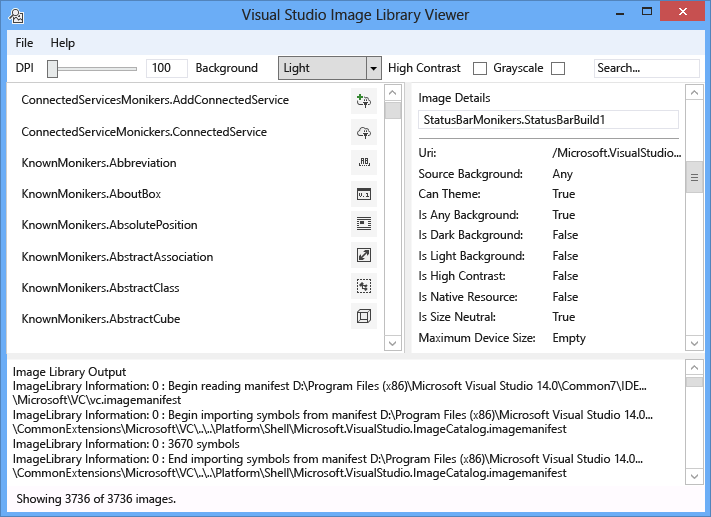 Visual Studio Image Library Viewer
File Help
DPI 100 Background Light High Contrast Grayscale Search...
ConnectedServicesMonikers.AddConnectedService
ConnectedServiceMonickers.ConnectedService
KnownMonikers.Abbreviation
KnownMonikers.AboutBox
KnownMonikers.AbsolutePosition
KnownMonikers.AbstractAssociation
KnownMonikers.AbstractClass
KnownMonikers.AbstractCube
Image Details
StatusBarMonikers.StatusBarBuild1
Uri: /Microsoft.VisualStudio...
Source Background: Any
Can Theme: True
Is Any Background: True
Is Dark Background: False
Is Light Background: False
Is High Contrast: False
Is Native Resource: False
Is Size Neutral: True
Maximum Device Size: Empty
Image Library Output
ImageLibrary Information: 0 : Begin reading manifest D:\Program Files (x86)\Microsoft Visual Studio 14.0\Common7\IDE...
\Microsoft\VC\vc.imagemanifest
ImageLibrary Information: 0 : Begin importing symbols from manifest D:\Program Files (x86)\Microsoft Visual Studio 14.0...
\CommonExtensions\Microsoft\VC\..\..\Platform\Shell\Microsoft.VisualStudio.ImageCatalog.imagemanifest
ImageLibrary Information: 0 : 3670 symbols
ImageLibrary Information: 0 : End importing symbols from manifest D:\Program Files (x86)\Microsoft Visual Studio 14.0...
\CommonExtensions\Microsoft\VC\..\..\Platform\Shell\Microsoft.VisualStudio.ImageCatalog.imagemanifest
Showing 3736 of 3736 images.